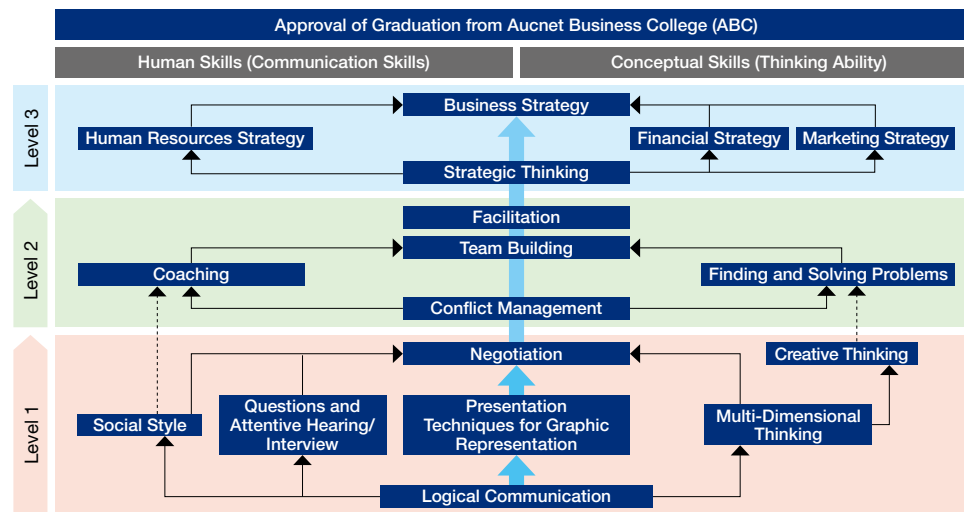 Approval of Graduation from Aucnet Business College (ABC)
Human Skills (Communication Skills)
Conceptual Skills (Thinking Ability)
Level 3
Business Strategy
Human Resources Strategy
Financial Strategy
Marketing Strategy
Strategic Thinking
Level 2
Facilitation
Team Building
Coaching
Finding and Solving Problems
Conflict Management
Level 1
Negotiation
Creative Thinking
Social Style
Questions and
Attentive Hearing/
Interview
Presentation
Techniques for Graphic
Representation
Multi-Dimensional
Thinking
Logical Communication